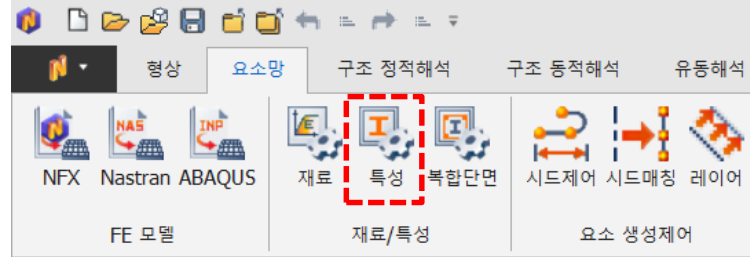 형상 요소망 구조 정적해석 구조 동적해석 유동해석
NAS INP
NFX Nastran ABAQUS 재료 특성 복합단면 시드제어 시드매칭 레이어
FE 모델 재료/특성 요소 생성제어